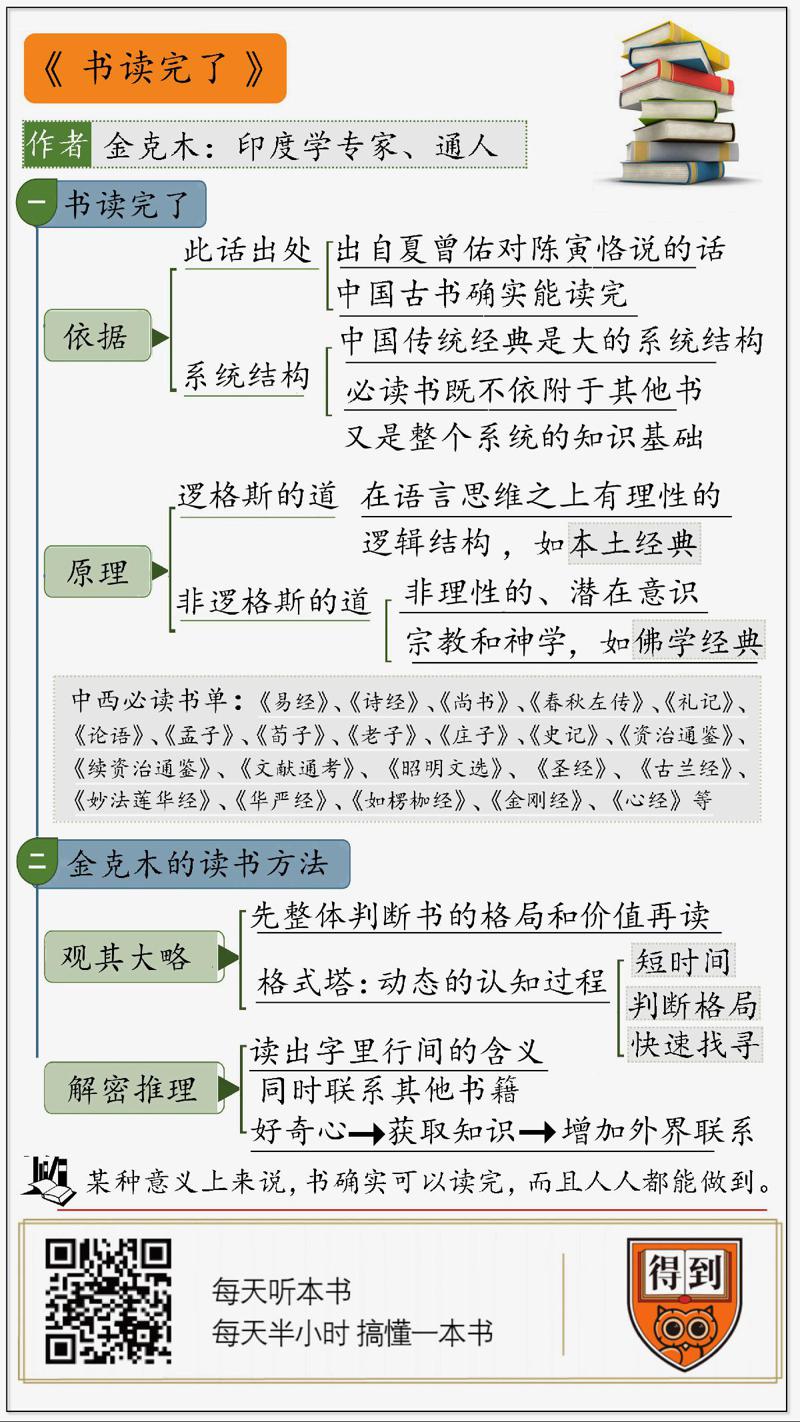 《 书读完了 》
作者 金克木：印度学专家、通人
一 书读完了
依据
此话出处
出自夏曾佑对陈寅恪说的话
中国古书确实能读完
系统结构
中国传统经典是大的系统结构
必读书既不依附于其他书
又是整个系统的知识基础
原理
逻格斯的道
在语言思维之上有理性的
逻辑结构，如本土经典
非逻格斯的道
非理性的、潜在意识
宗教和神学，如佛学经典
中西必读书单：《易经》、《诗经》、《尚书》、《春秋左传》、《礼记》、
《论语》、《孟子》、《荀子》、《老子》、《庄子》、《史记》、《资治通鉴》、
《续资治通鉴》、《文献通考》、《昭明文选》、《圣经》、《古兰经》、
《妙法莲华经》、《华严经》、《如楞枷经》、《金刚经》、《心经》等
二 金克木的读书方法
观其大略
先整体判断书的格局和价值再读
格式塔：动态的认知过程
短时间
判断格局
快速找寻
解密推理
读出字里行间的含义
同时联系其他书籍
好奇心→获取知识→增加外界联系
某种意义上来说，书确实可以读完，而且人人都能做到。
每天听本书
每天半小时 搞懂一本书
得到